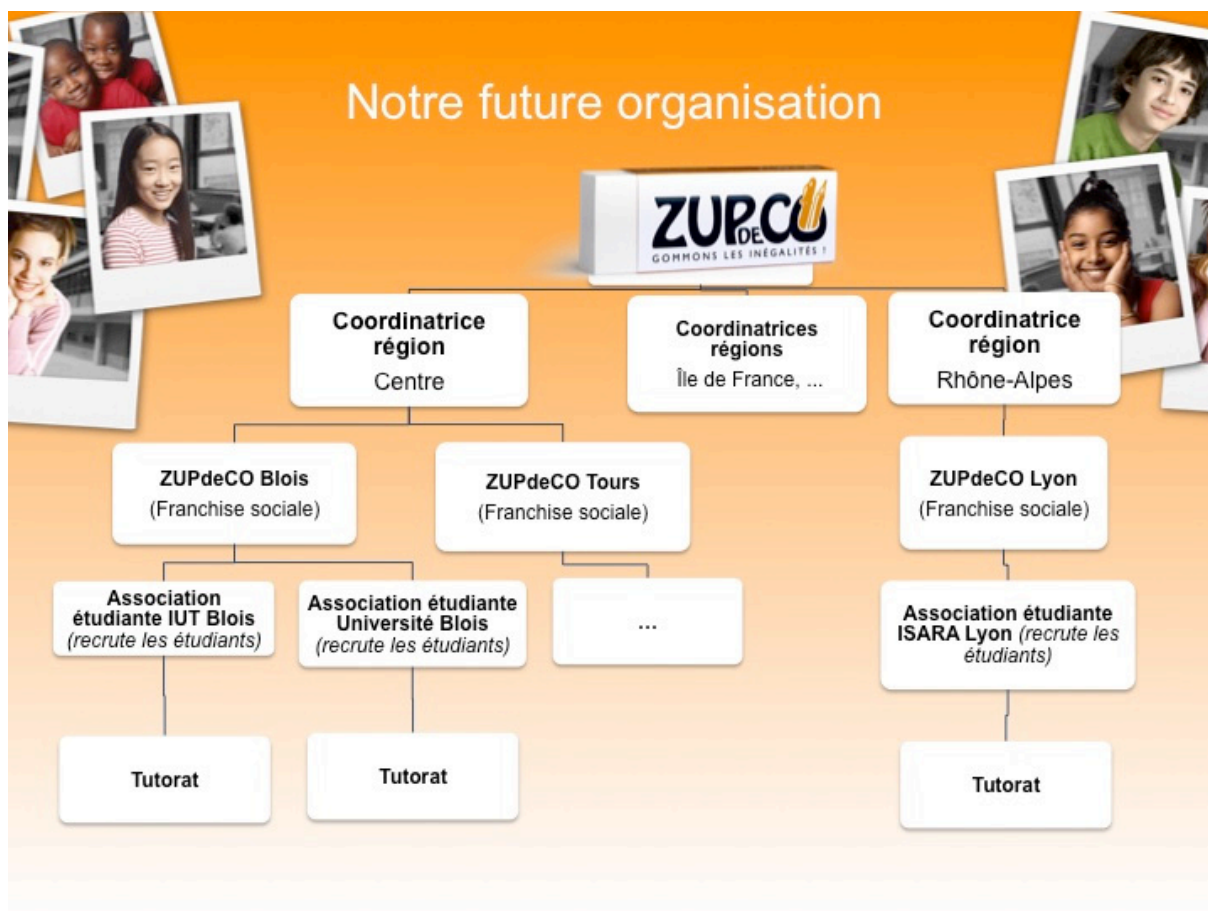 Notre future organisation
ZUPDECO
GOMMONS LES INÉGALITÉS !
Coordinatrice
région
Centre
Coordinatrices
régions
Île de France, ...
Coordinatrice
région
Rhône-Alpes
ZUPdeCO Blois
(Franchise sociale)
ZUPdeCO Tours
(Franchise sociale)
ZUPdeCO Lyon
(Franchise sociale)
Association
étudiante IUT Blois
(recrute les étudiants)
Association étudiante
Université Blois
(recrute les étudiants)
...
Association étudiante
ISARA Lyon (recrute les
étudiants)
Tutorat
Tutorat
Tutorat